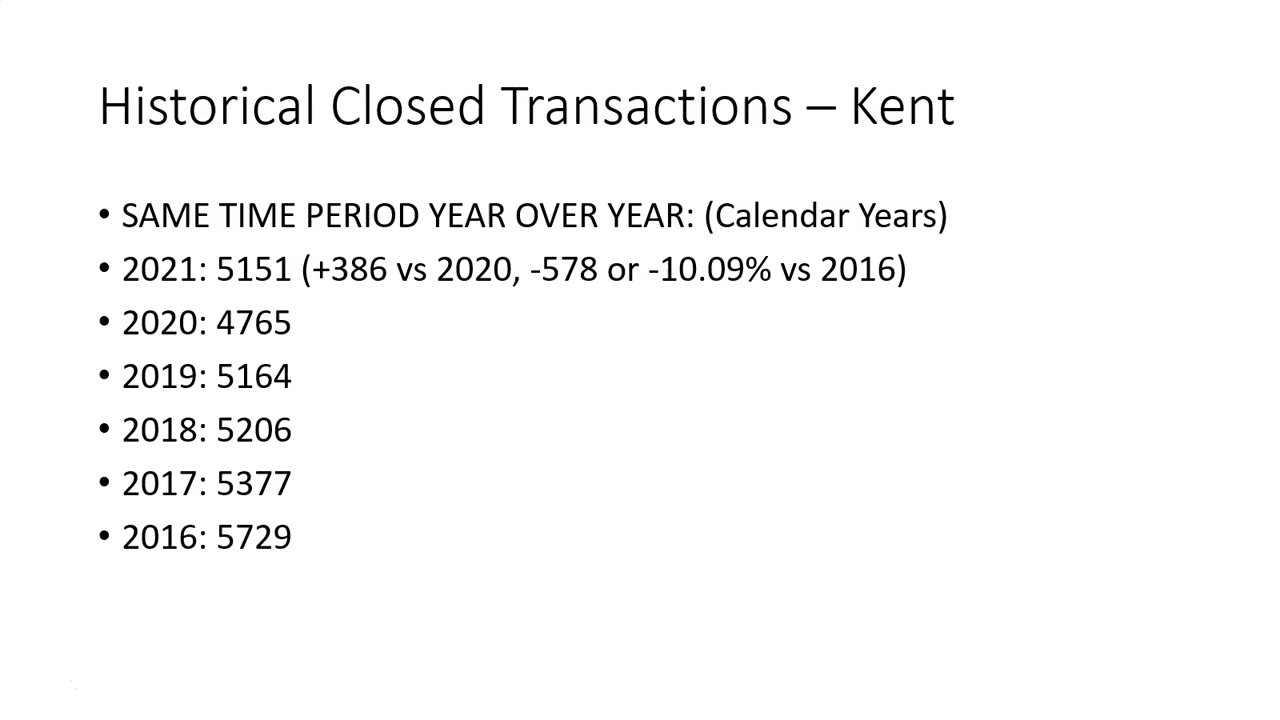 Historical Closed Transactions – Kent
• SAME TIME PERIOD YEAR OVER YEAR: (Calendar Years)
• 2021: 5151 (+386 vs 2020, -578 or -10.09% vs 2016)
• 2020: 4765
• 2019: 5164
• 2018: 5206
• 2017: 5377
• 2016: 5729